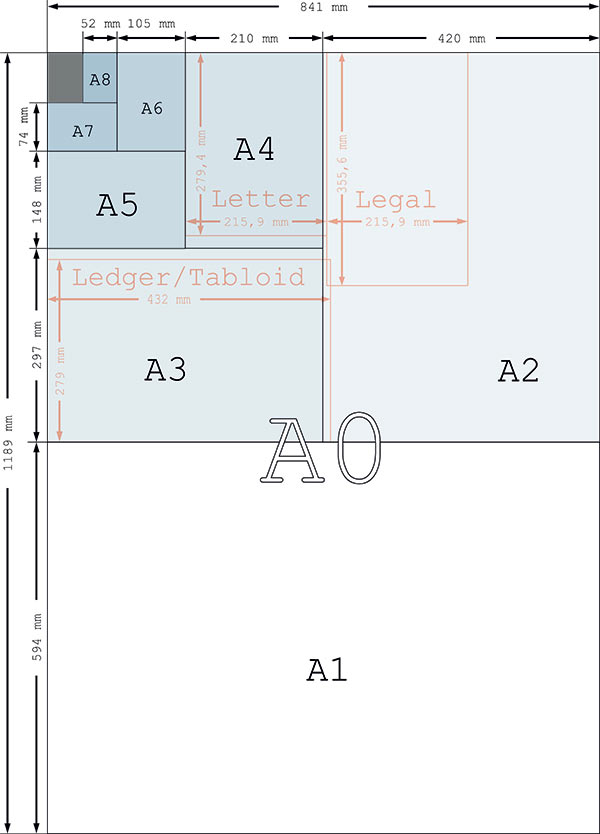 841 mm
52 mm 105 mm
210 mm
420 mm
A8
A6
A7
74 mm
A4
279,4 mm
355,6 mm
Letter
Legal
A5
148 mm
215,9 mm
215,9 mm
Ledger/Tabloid
432 mm
297 mm
279 mm
A3
A2
1189 mm
A0
594 mm
A1